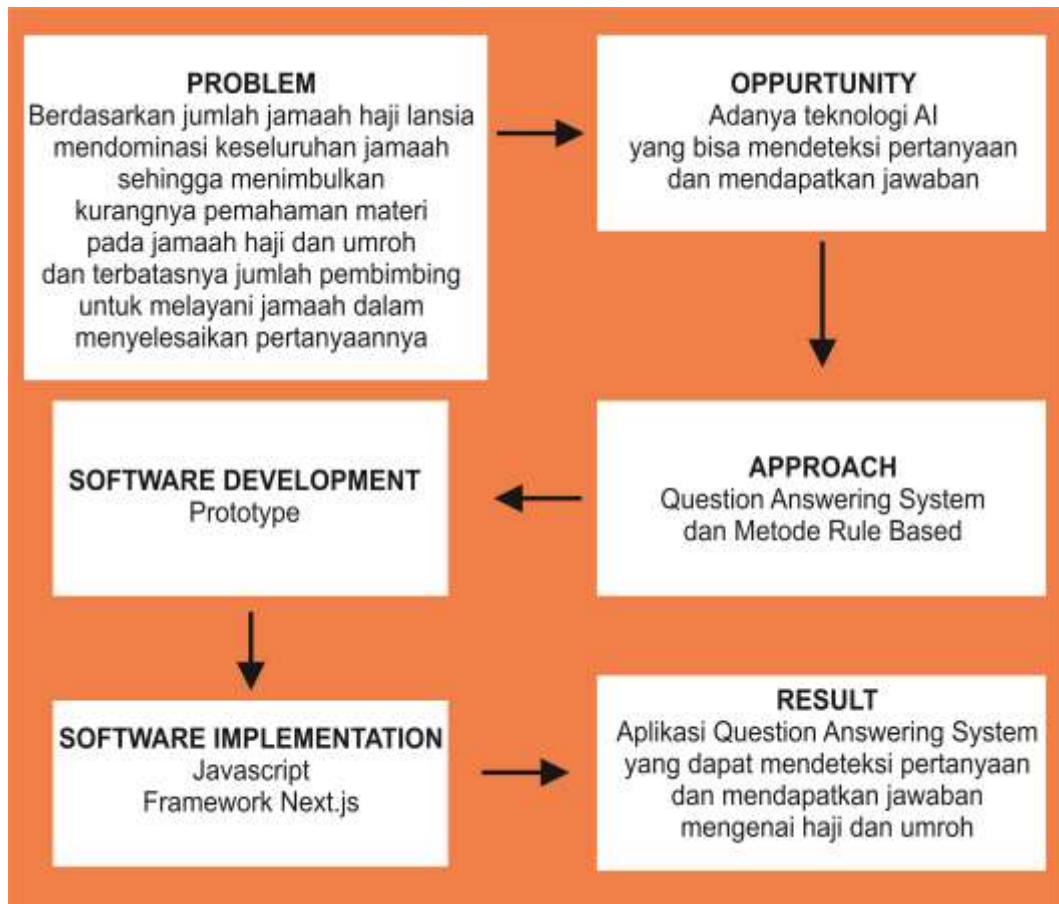 PROBLEM
Berdasarkan jumlah jamaah haji lansia
mendominasi keseluruhan jamaah
sehingga menimbulkan
kurangnya pemahaman materi
pada jamaah haji dan umroh
dan terbatasnya jumlah pembimbing
untuk melayani jamaah dalam
menyelesaikan pertanyaannya
OPPURTUNITY
Adanya teknologi AI
yang bisa mendeteksi pertanyaan
dan mendapatkan jawaban
APPROACH
Question Answering System
dan Metode Rule Based
SOFTWARE DEVELOPMENT
Prototype
SOFTWARE IMPLEMENTATION
Javascript
Framework Next.js
RESULT
Aplikasi Question Answering System
yang dapat mendeteksi pertanyaan
dan mendapatkan jawaban
mengenai haji dan umroh